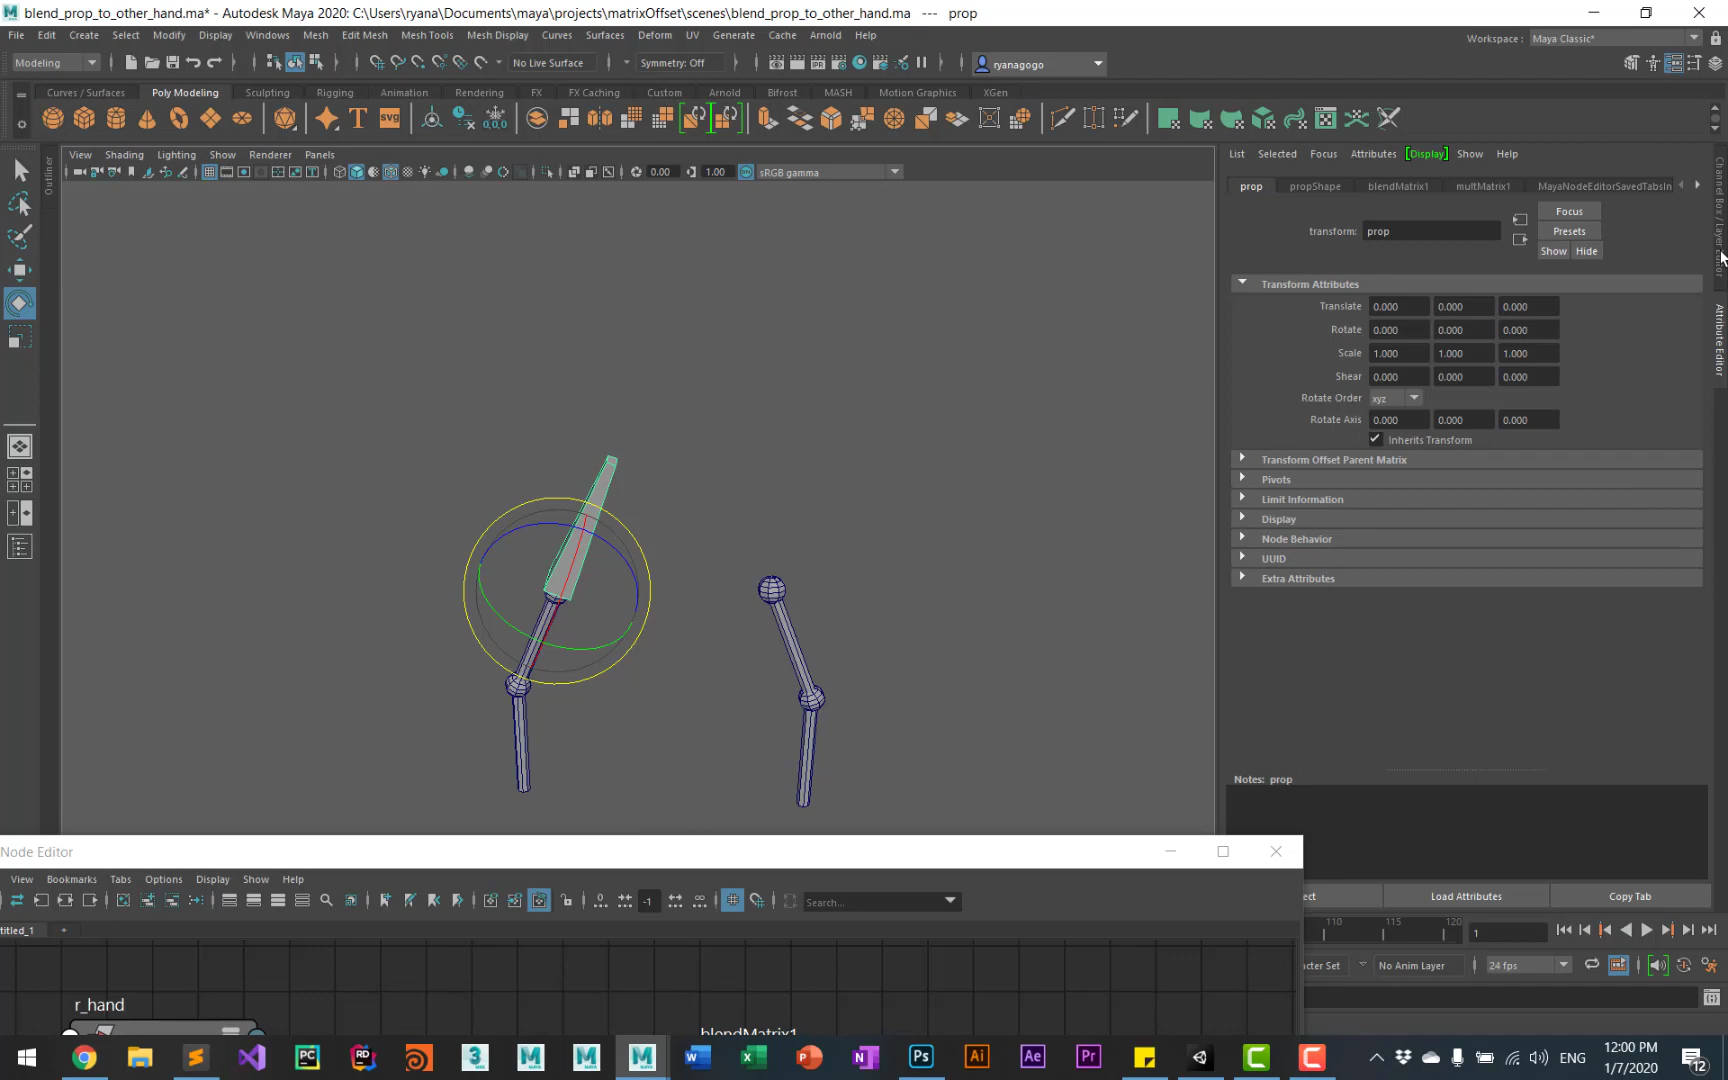 blend_prop_to_other_hand.ma* - Autodesk Maya 2020: C:\Users\ryana\Documents\maya\projects\matrixOffset\scenes\blend_prop_to_other_hand.ma --- prop
File Edit Create Select Modify Display Windows Mesh Edit Mesh Mesh Tools Mesh Display Curves Surfaces Deform UV Generate Cache Arnold Help
Workspace : Maya Classic*
Modeling No Live Surface Symmetry: Off ryanagogo
Curves / Surfaces Poly Modeling Sculpting Rigging Animation Rendering FX FX Caching Custom Arnold Bifrost MASH Motion Graphics XGen
View Shading Lighting Show Renderer Panels
0.00 1.00 sRGB gamma
Outliner
List Selected Focus Attributes Display Show Help
prop propShape blendMatrix1 multMatrix1 MayaNodeEditorSavedTabsIn
transform: prop
Focus
Presets
Show Hide
Transform Attributes
Translate 0.000 0.000 0.000
Rotate 0.000 0.000 0.000
Scale 1.000 1.000 1.000
Shear 0.000 0.000 0.000
Rotate Order xyz
Rotate Axis 0.000 0.000 0.000
Inherits Transform
Transform Offset Parent Matrix
Pivots
Limit Information
Display
Node Behavior
UUID
Extra Attributes
Notes: prop
Load Attributes Copy Tab
Channel Box / Layer Editor
Attribute Editor
Node Editor
View Bookmarks Tabs Options Display Show Help
-1 Search...
titled_1 +
r_hand
blendMatrix1
110 115 120 1
No Anim Layer 24 fps
ENG
12:00 PM
1/7/2020
12